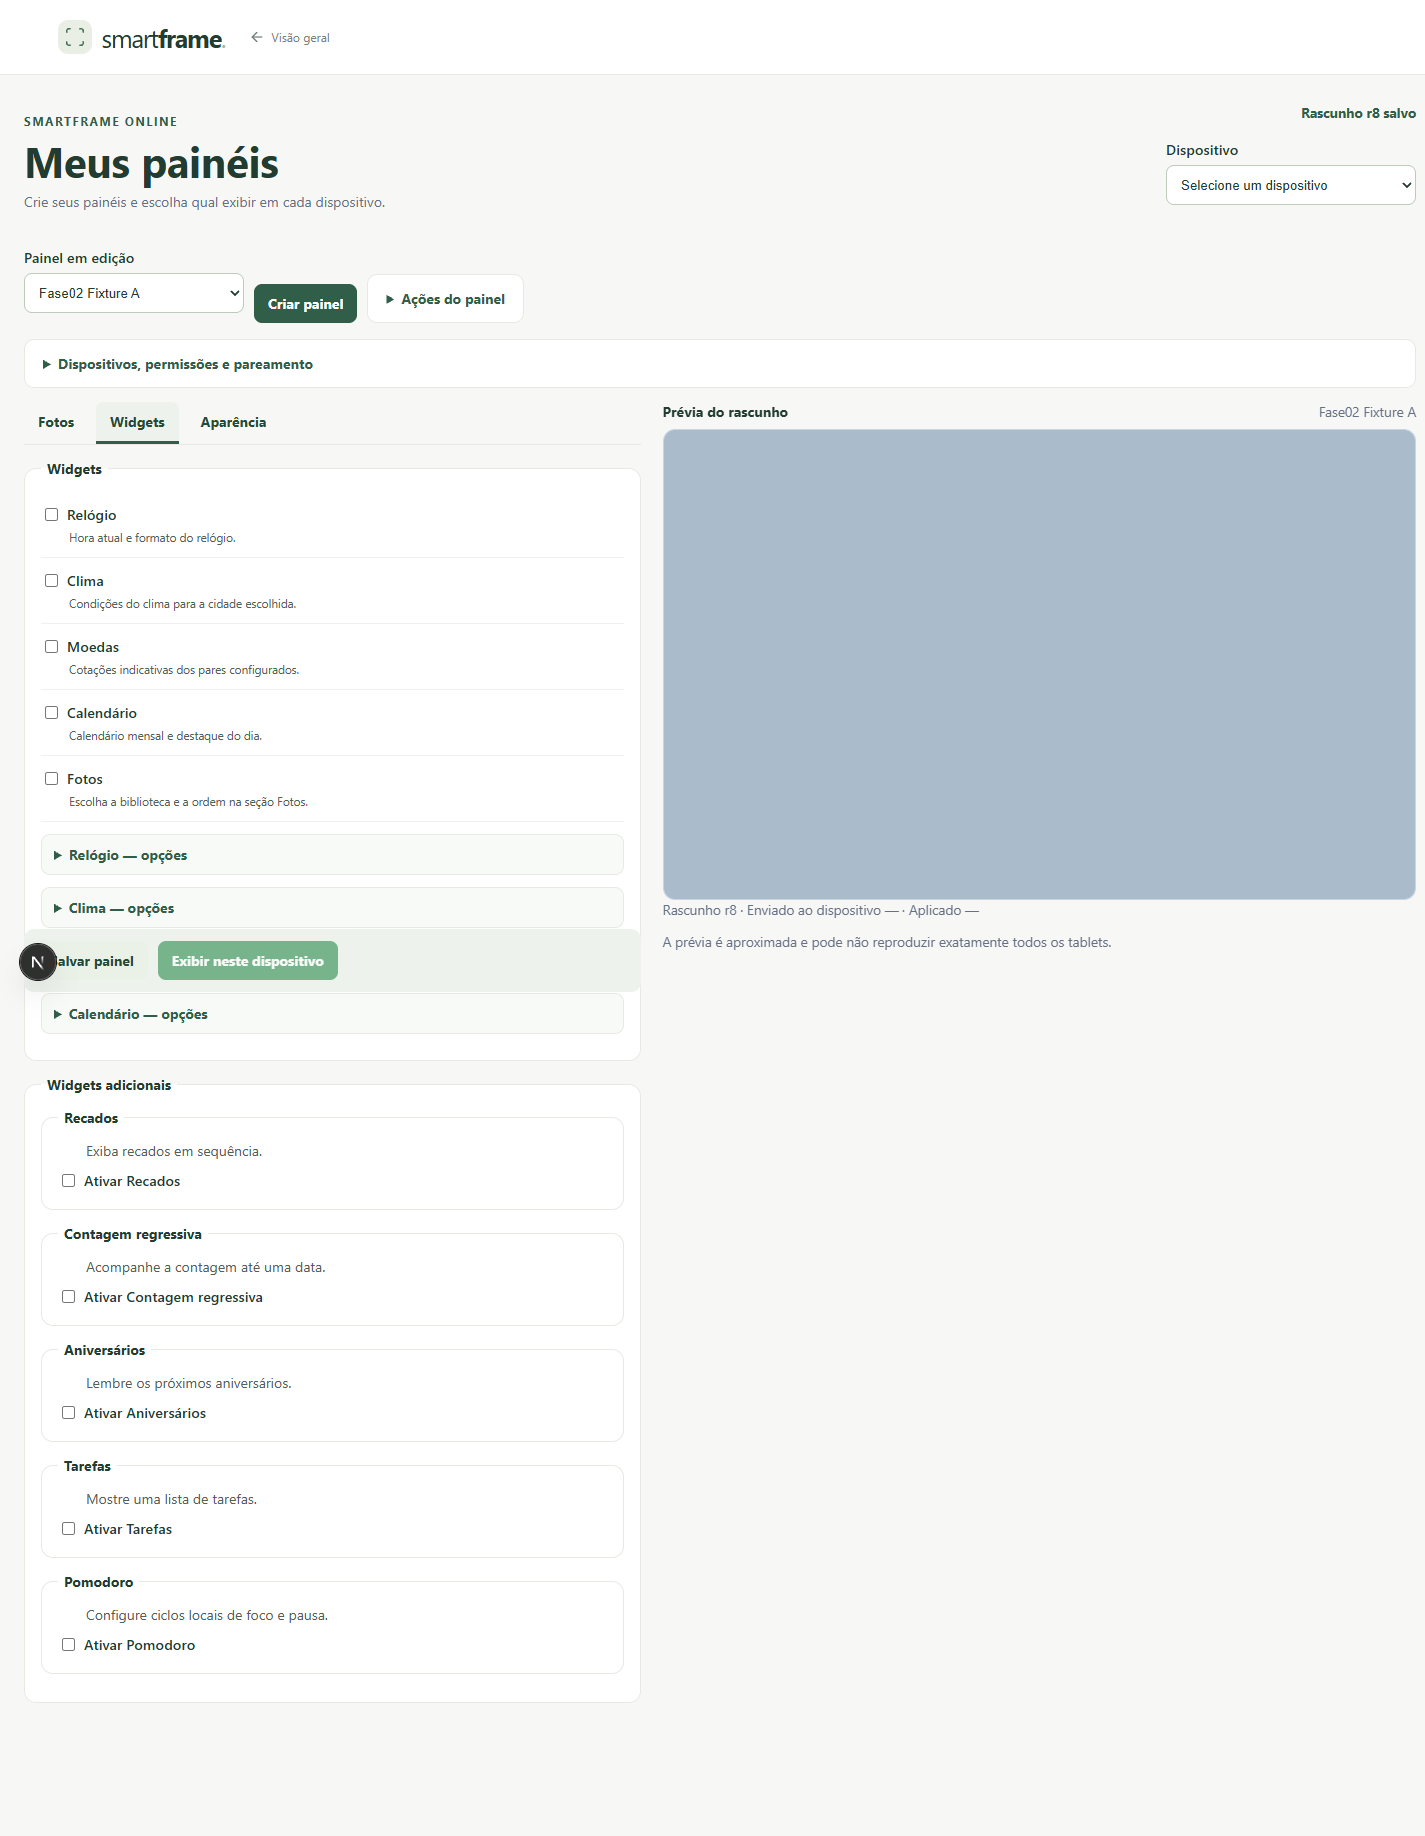 smartframe.
Visão geral
SMARTFRAME ONLINE
Meus painéis
Crie seus painéis e escolha qual exibir em cada dispositivo.
Rascunho r8 salvo
Dispositivo
Selecione um dispositivo
Painel em edição
Fase02 Fixture A
Criar painel
Ações do painel
Dispositivos, permissões e pareamento
Fotos
Widgets
Aparência
Widgets
Relógio
Hora atual e formato do relógio.
Clima
Condições do clima para a cidade escolhida.
Moedas
Cotações indicativas dos pares configurados.
Calendário
Calendário mensal e destaque do dia.
Fotos
Escolha a biblioteca e a ordem na seção Fotos.
Relógio — opções
Clima — opções
N
alvar painel
Exibir neste dispositivo
Calendário — opções
Widgets adicionais
Recados
Exiba recados em sequência.
Ativar Recados
Contagem regressiva
Acompanhe a contagem até uma data.
Ativar Contagem regressiva
Aniversários
Lembre os próximos aniversários.
Ativar Aniversários
Tarefas
Mostre uma lista de tarefas.
Ativar Tarefas
Pomodoro
Configure ciclos locais de foco e pausa.
Ativar Pomodoro
Prévia do rascunho
Fase02 Fixture A
Rascunho r8 · Enviado ao dispositivo — · Aplicado —
A prévia é aproximada e pode não reproduzir exatamente todos os tablets.